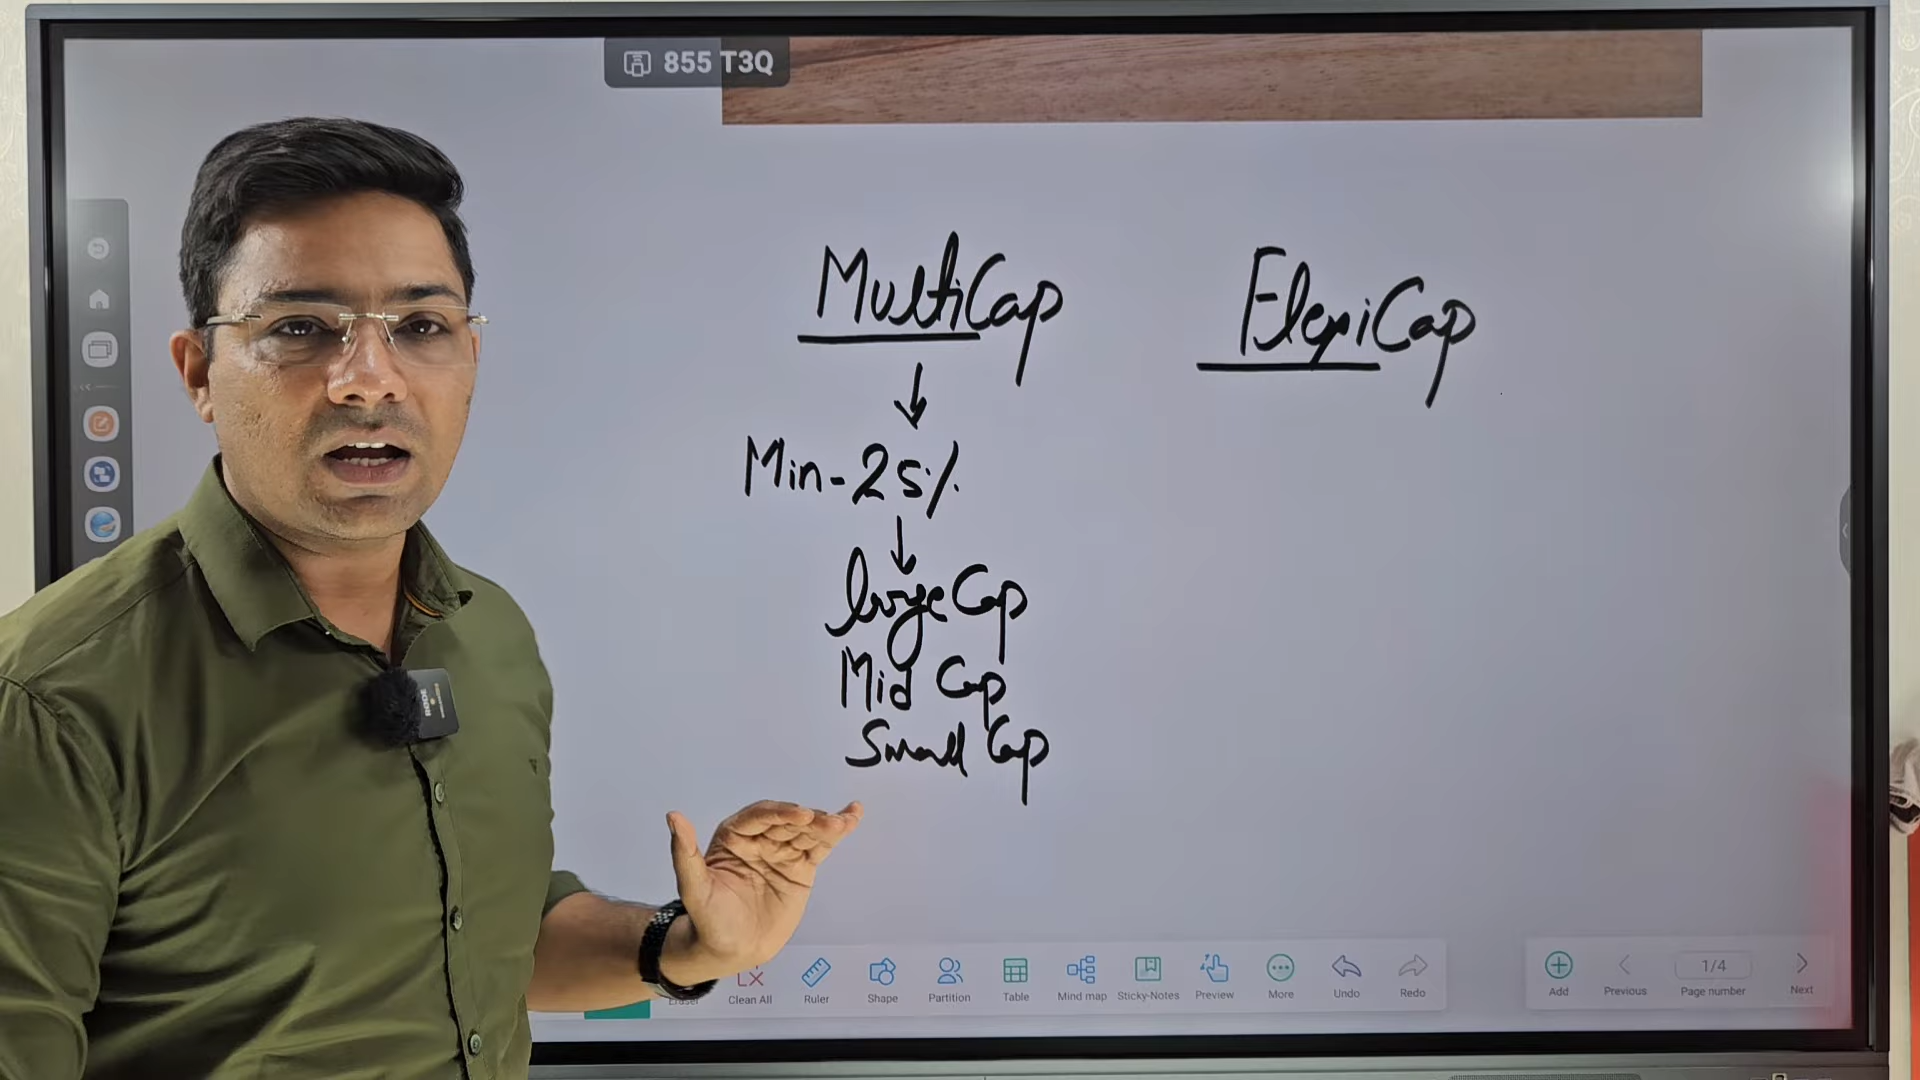 855 T3Q
MultiCap
FlexiCap
Min-25%
large Cap
Mid Cap
Small Cap
RODE
Eraser
Clean All
Ruler
Shape
Partition
Table
Mind map
Sticky-Notes
Preview
More
Undo
Redo
Add
Previous
1/4
Page number
Next